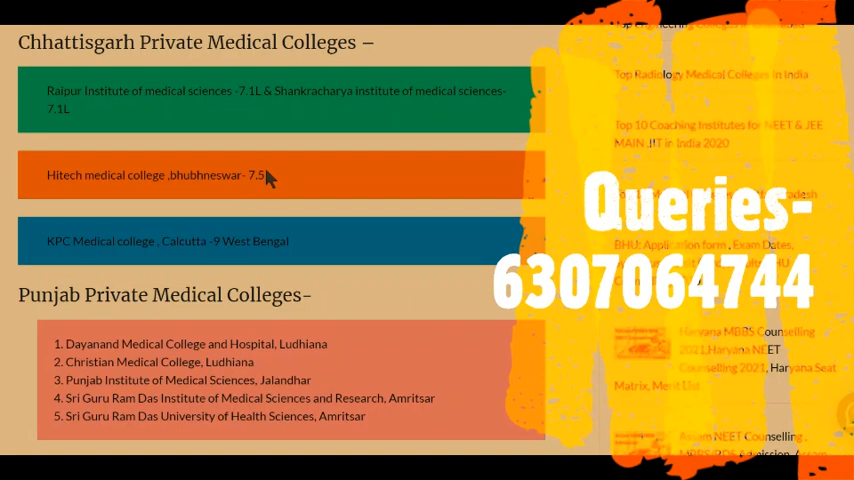 Chhattisgarh Private Medical Colleges –
Raipur Institute of medical sciences -7.1L & Shankracharya institute of medical sciences-
7.1L
Hitech medical college ,bhubhneswar- 7.5
KPC Medical college , Calcutta -9 West Bengal
Punjab Private Medical Colleges-
1. Dayanand Medical College and Hospital, Ludhiana
2. Christian Medical College, Ludhiana
3. Punjab Institute of Medical Sciences, Jalandhar
4. Sri Guru Ram Das Institute of Medical Sciences and Research, Amritsar
5. Sri Guru Ram Das University of Health Sciences, Amritsar
Top Radiology Medical Colleges In India
Top 10 Coaching Institutes for NEET & JEE
MAIN ,IIT in India 2020
Queries-
6307064744
BHU: Application form , Exam Dates,
Haryana MBBS Counselling
2021,Haryana NEET
Counselling 2021, Haryana Seat
Matrix, Merit List
Assam NEET Counselling ,
MBBS/BDS Admission, Assam